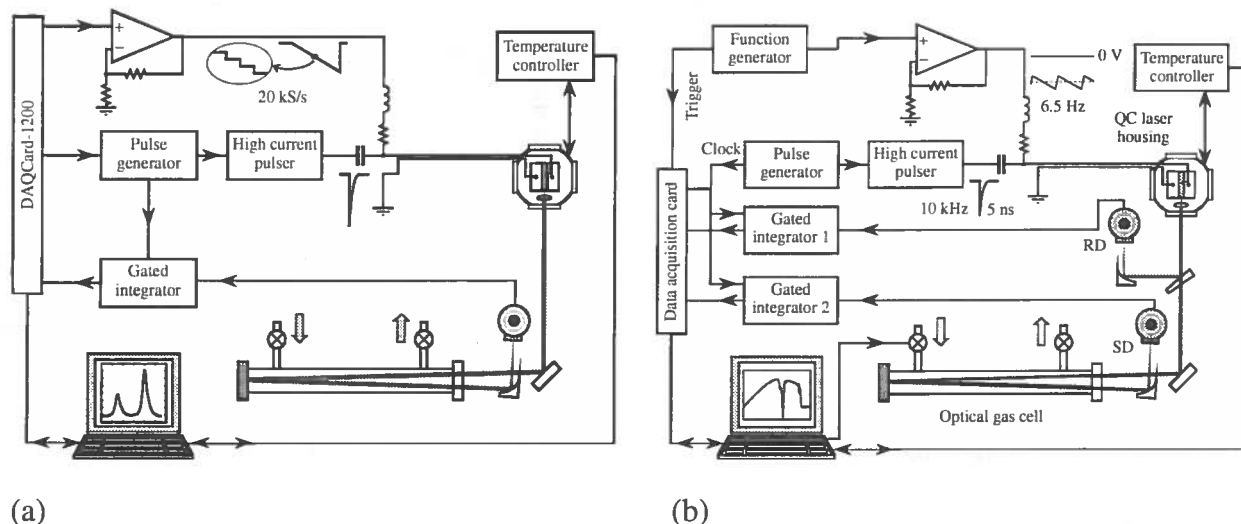 DAQCard-1200
+
−
20 kS/s
Temperature
controller
Pulse
generator
High current
pulser
Gated
integrator
(a)
Function
generator
+
−
0 V
6.5 Hz
Temperature
controller
Trigger
QC laser
housing
Clock
Pulse
generator
High current
pulser
10 kHz
5 ns
Data acquisition card
Gated
integrator 1
RD
Gated
integrator 2
SD
Optical gas cell
(b)